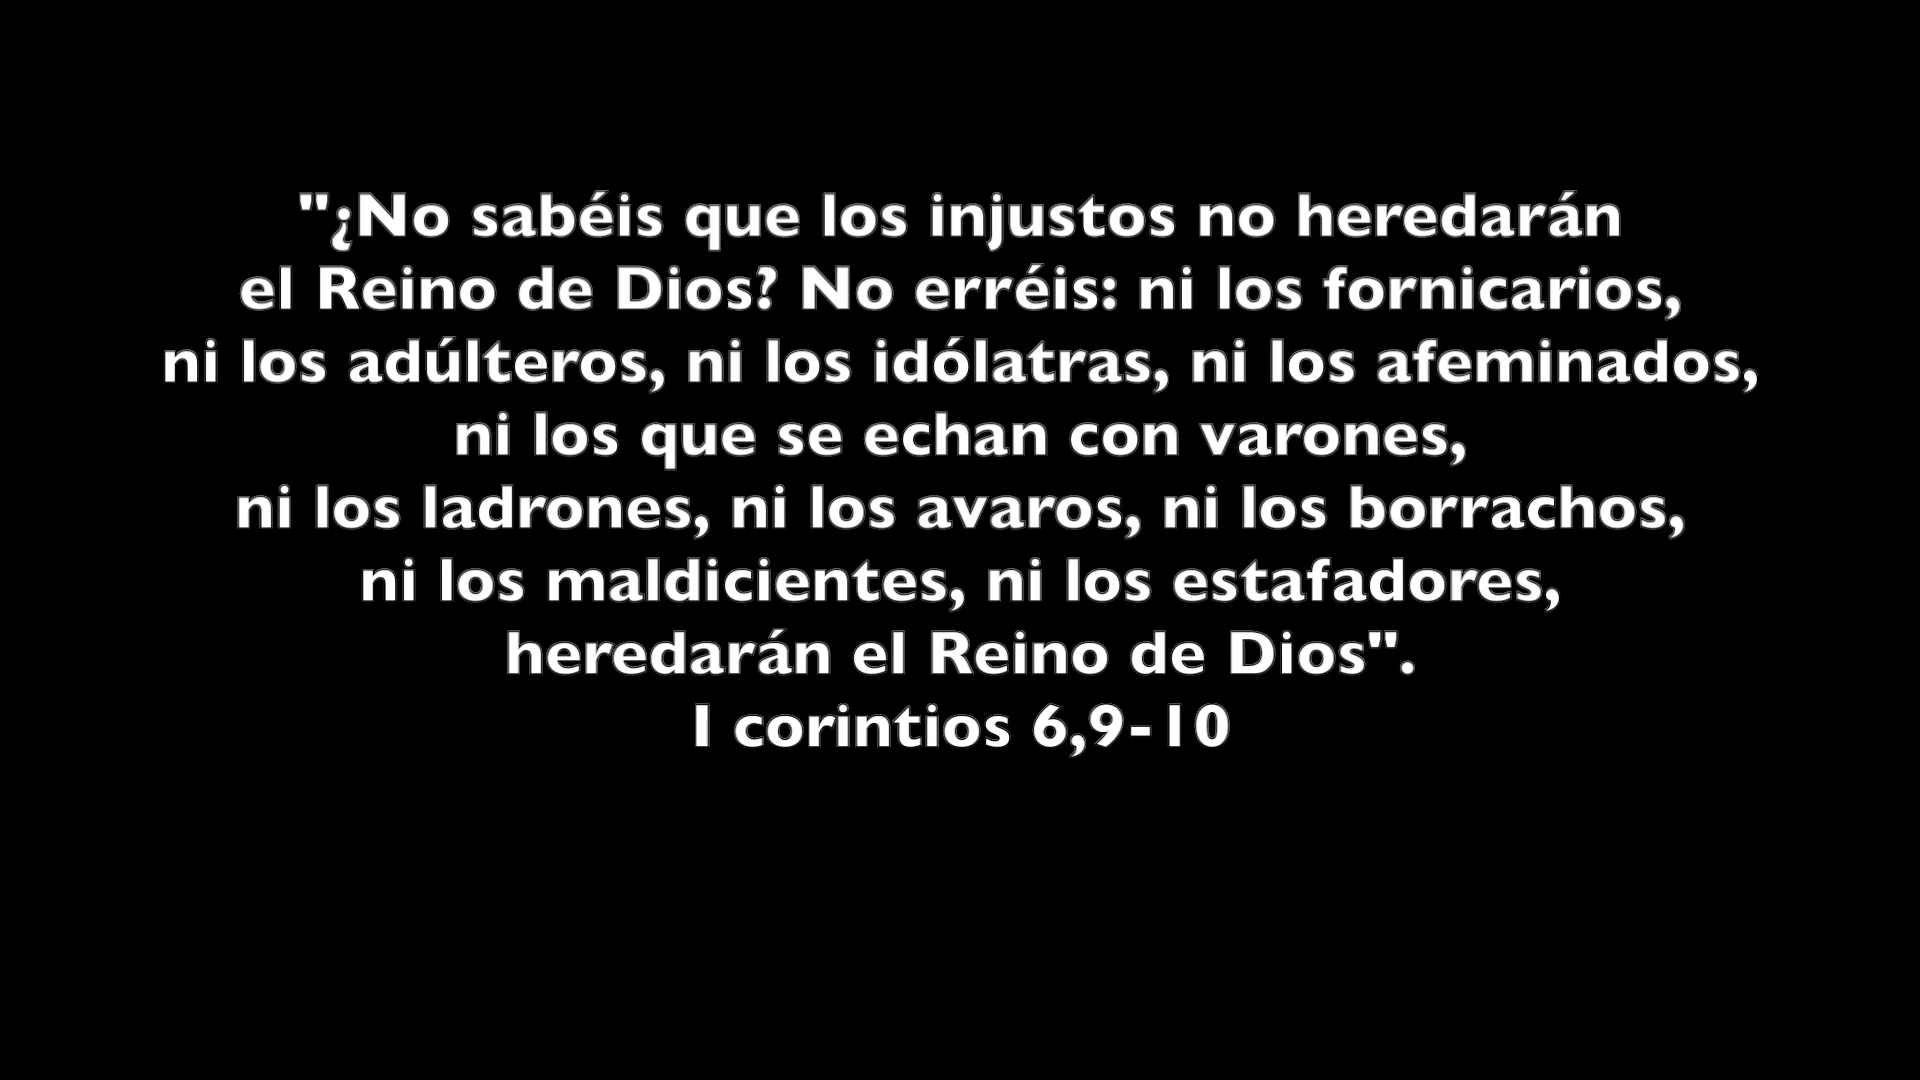 "¿No sabéis que los injustos no heredarán
el Reino de Dios? No erréis: ni los fornicarios,
ni los adúlteros, ni los idólatras, ni los afeminados,
ni los que se echan con varones,
ni los ladrones, ni los avaros, ni los borrachos,
ni los maldicientes, ni los estafadores,
heredarán el Reino de Dios".
I corintios 6,9-10